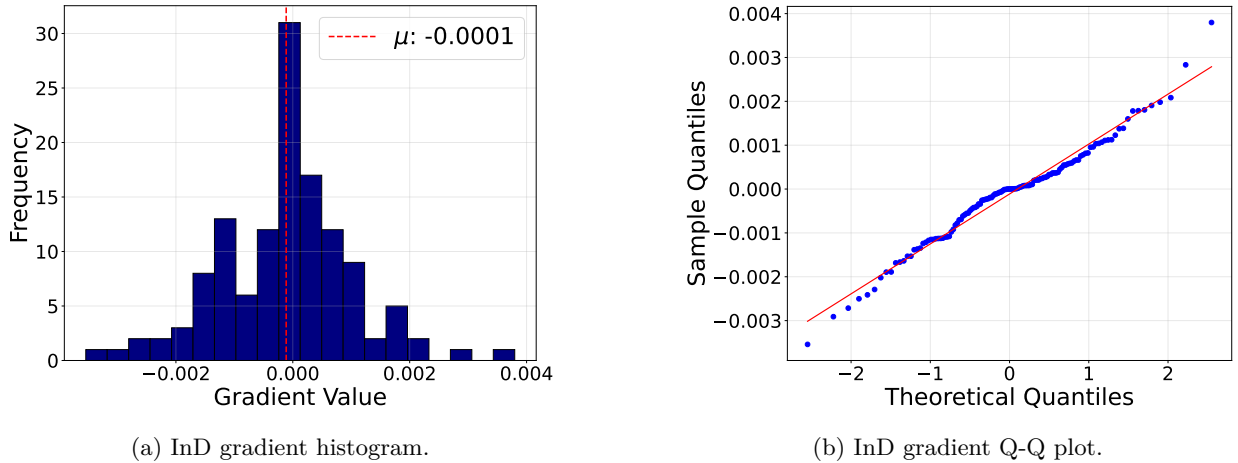 μ: -0.0001
30
25
20
15
10
5
0
Frequency
−0.002 0.000 0.002 0.004
Gradient Value
(a) InD gradient histogram.
0.004
0.003
0.002
0.001
0.000
−0.001
−0.002
−0.003
Sample Quantiles
−2 −1 0 1 2
Theoretical Quantiles
(b) InD gradient Q-Q plot.